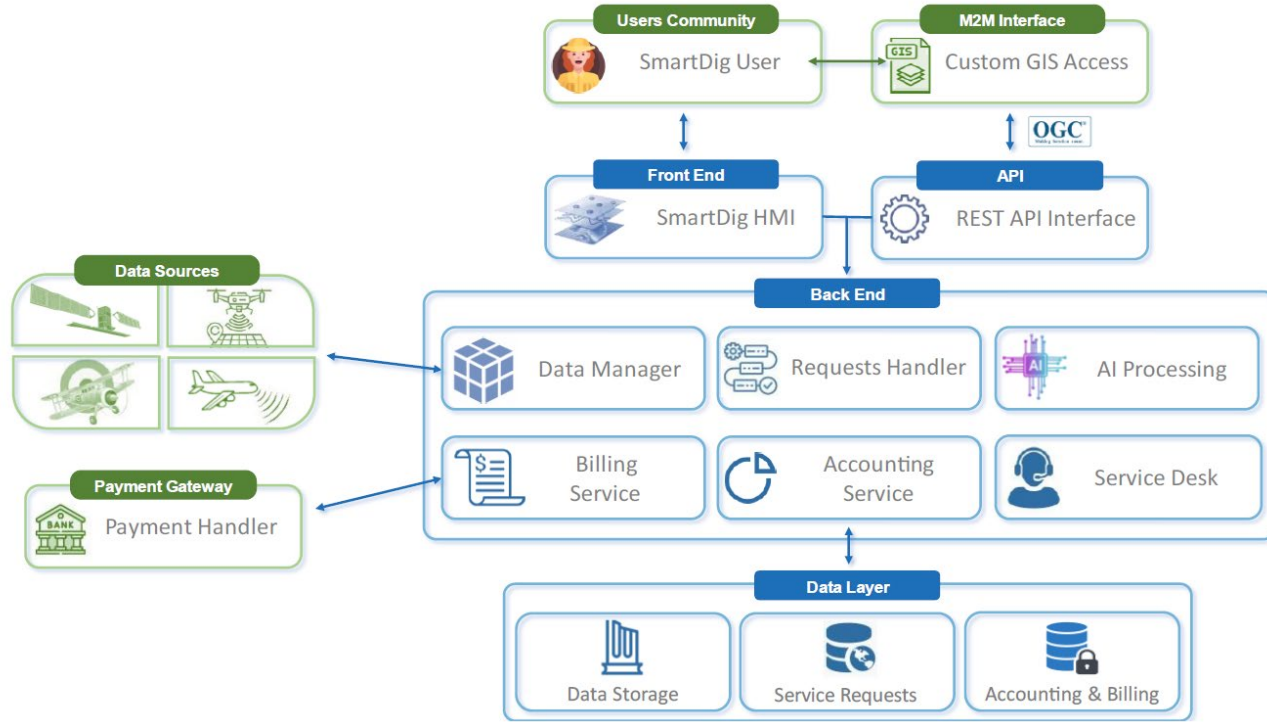 Users Community
M2M Interface
SmartDig User
GIS
Custom GIS Access
OGC®
Front End
API
SmartDig HMI
REST API Interface
Data Sources
Back End
Data Manager
Requests Handler
AI
AI Processing
$
Billing
Service
Accounting
Service
Service Desk
Payment Gateway
BANK
Payment Handler
Data Layer
Data Storage
Service Requests
Accounting & Billing